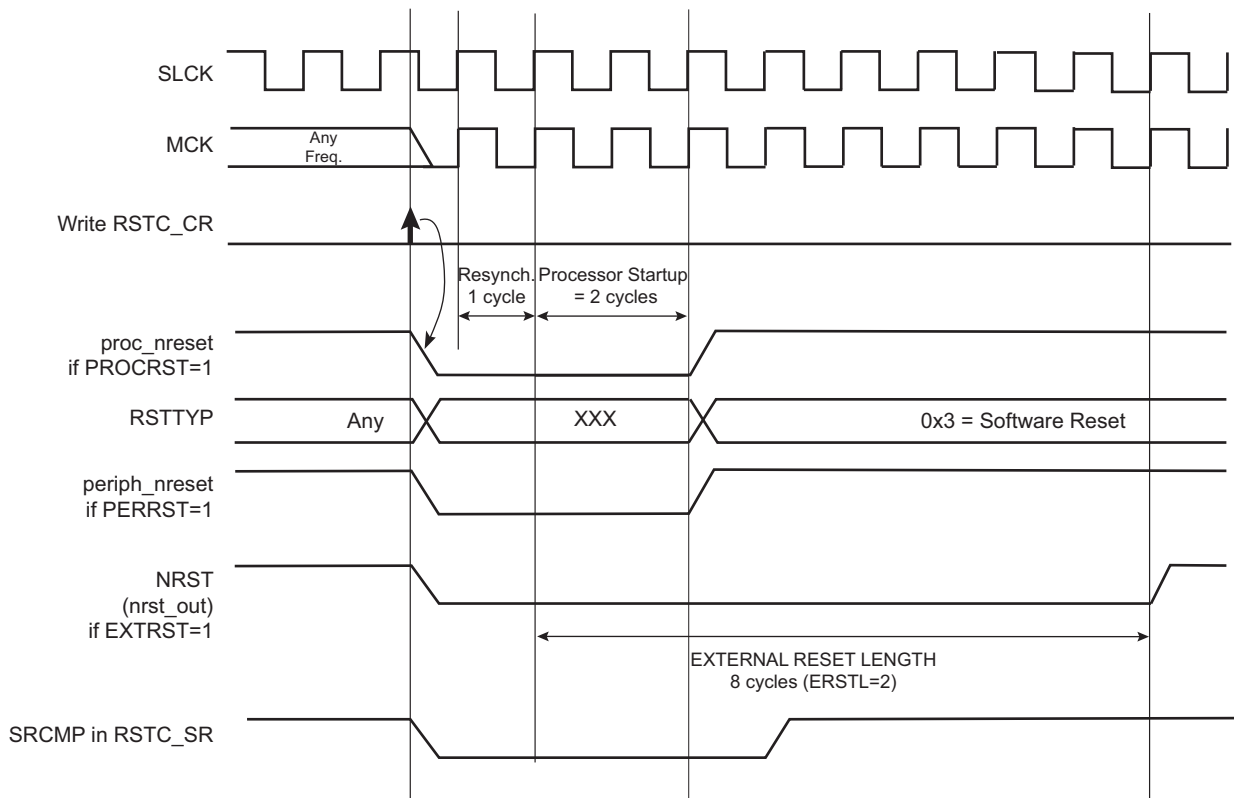 SLCK
MCK
Any
Freq.
Write RSTC_CR
Resynch.
1 cycle
Processor Startup
= 2 cycles
proc_nreset
if PROCRST=1
RSTTYP
Any
XXX
0x3 = Software Reset
periph_nreset
if PERRST=1
NRST
(nrst_out)
if EXTRST=1
EXTERNAL RESET LENGTH
8 cycles (ERSTL=2)
SRCMP in RSTC_SR